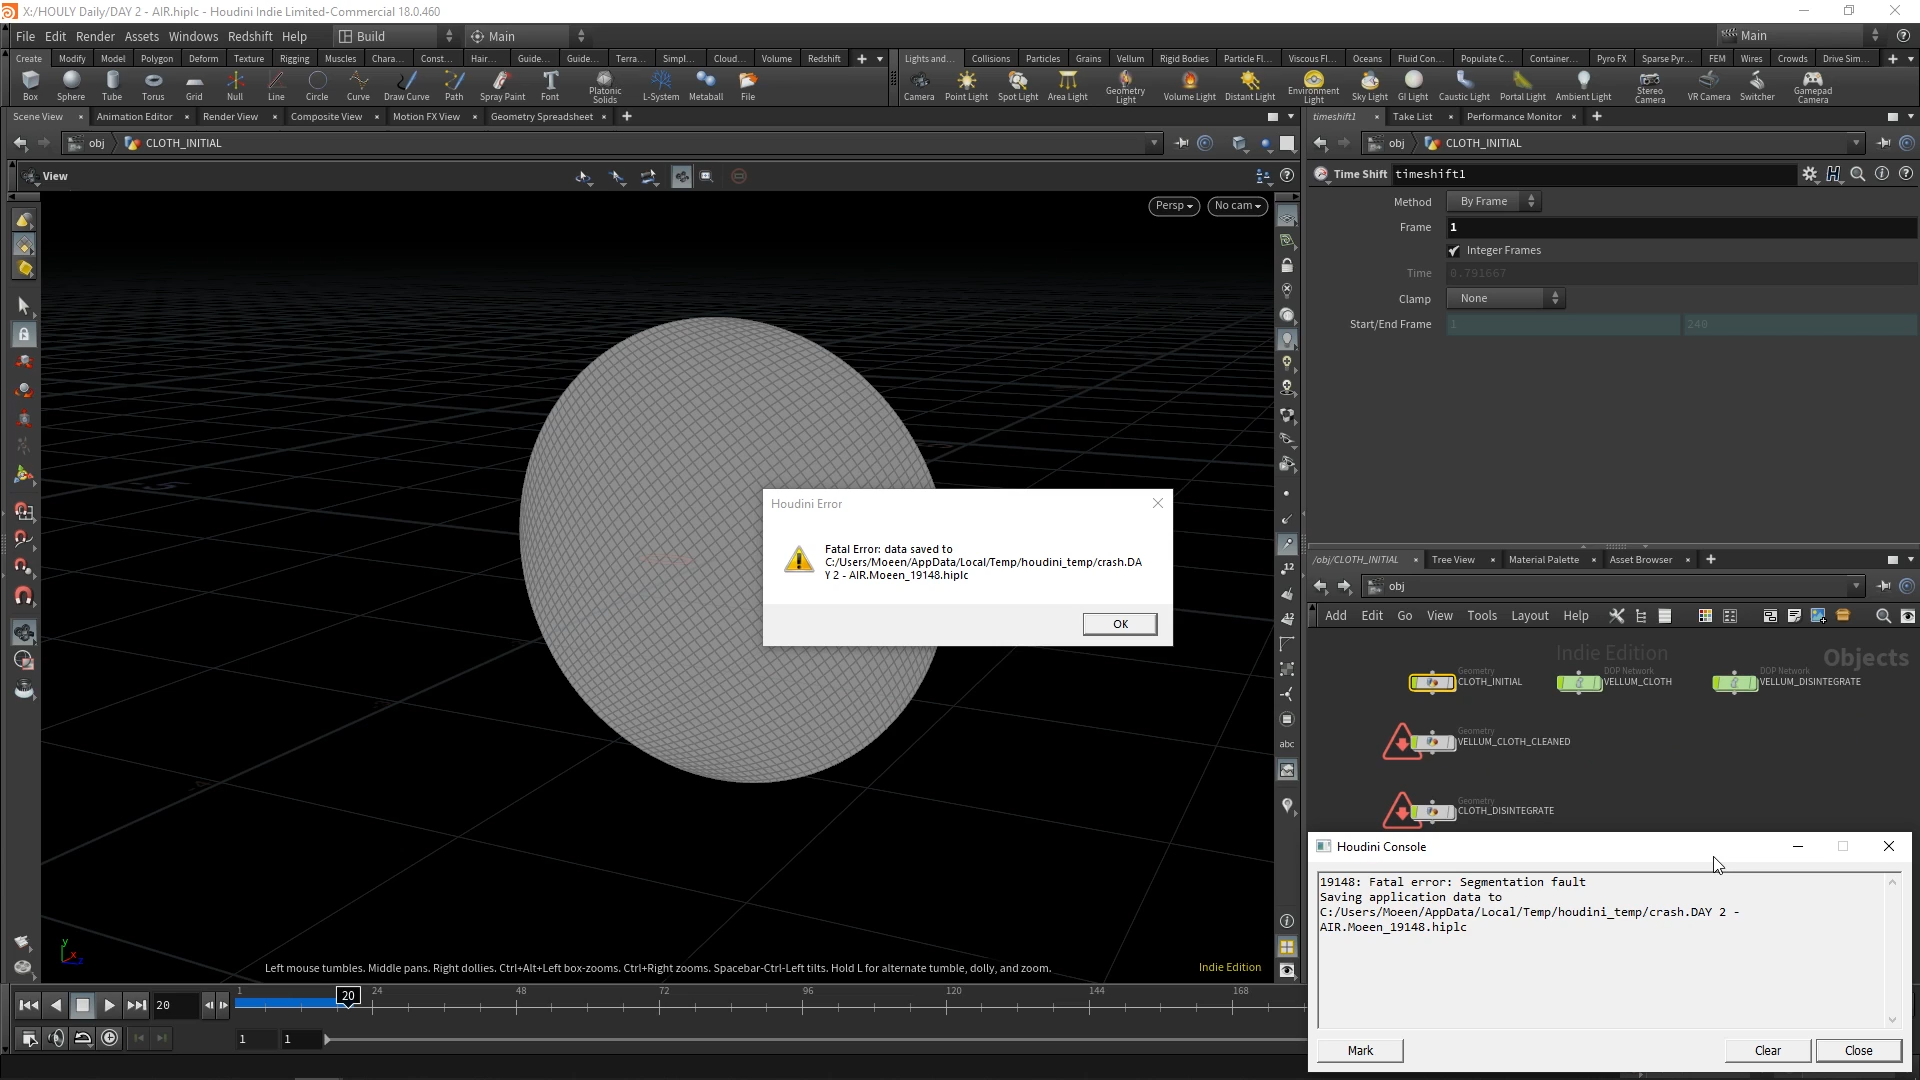 X:/HOULY Daily/DAY 2 - AIR.hiplc - Houdini Indie Limited-Commercial 18.0.460
File Edit Render Assets Windows Redshift Help Build Main Main
Create Modify Model Polygon Deform Texture Rigging Muscles Chara... Const... Hair... Guide... Guide... Terra... Simpl... Cloud... Volume Redshift
Lights and... Collisions Particles Grains Vellum Rigid Bodies Particle Fl... Viscous Fl... Oceans Fluid Con... Populate C... Container... Pyro FX Sparse Pyr... FEM Wires Crowds Drive Sim...
Box Sphere Tube Torus Grid Null Line Circle Curve Draw Curve Path Spray Paint Font Platonic Solids L-System Metaball File
Camera Point Light Spot Light Area Light Geometry Light Volume Light Distant Light Environment Light Sky Light GI Light Caustic Light Portal Light Ambient Light Stereo Camera VR Camera Switcher Gamepad Camera
Scene View Animation Editor Render View Composite View Motion FX View Geometry Spreadsheet
timeshift1 Take List Performance Monitor
obj CLOTH_INITIAL
obj CLOTH_INITIAL
View
Time Shift timeshift1
Persp No cam
Method By Frame
Frame 1
Integer Frames
Time 0.791667
Clamp None
Start/End Frame 1 240
Houdini Error
Fatal Error: data saved to
C:/Users/Moeen/AppData/Local/Temp/houdini_temp/crash.DA
Y 2 - AIR.Moeen_19148.hiplc
OK
/obj/CLOTH_INITIAL Tree View Material Palette Asset Browser
obj
Add Edit Go View Tools Layout Help
Indie Edition
Objects
Geometry
CLOTH_INITIAL
DOP Network
VELLUM_CLOTH
DOP Network
VELLUM_DISINTEGRATE
Geometry
VELLUM_CLOTH_CLEANED
Geometry
CLOTH_DISINTEGRATE
12
12
abc
Houdini Console
19148: Fatal error: Segmentation fault
Saving application data to
C:/Users/Moeen/AppData/Local/Temp/houdini_temp/crash.DAY 2 -
AIR.Moeen_19148.hiplc
Mark Clear Close
y
x
z
Left mouse tumbles. Middle pans. Right dollies. Ctrl+Alt+Left box-zooms. Ctrl+Right zooms. Spacebar-Ctrl-Left tilts. Hold L for alternate tumble, dolly, and zoom.
Indie Edition
20 1 20 24 48 72 96 120 144 168
1 1